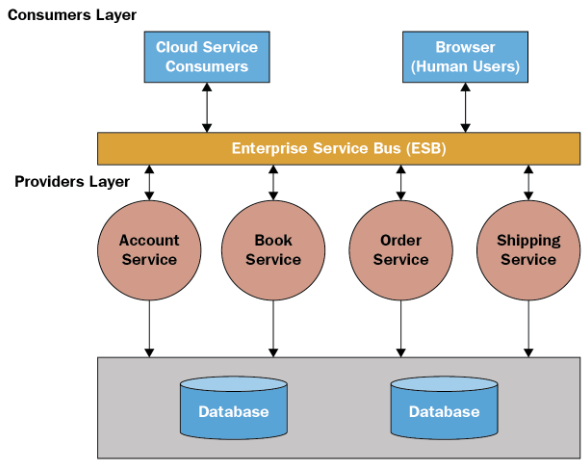 Consumers Layer
Cloud Service
Consumers
Browser
(Human Users)
Enterprise Service Bus (ESB)
Providers Layer
Account
Service
Book
Service
Order
Service
Shipping
Service
Database
Database